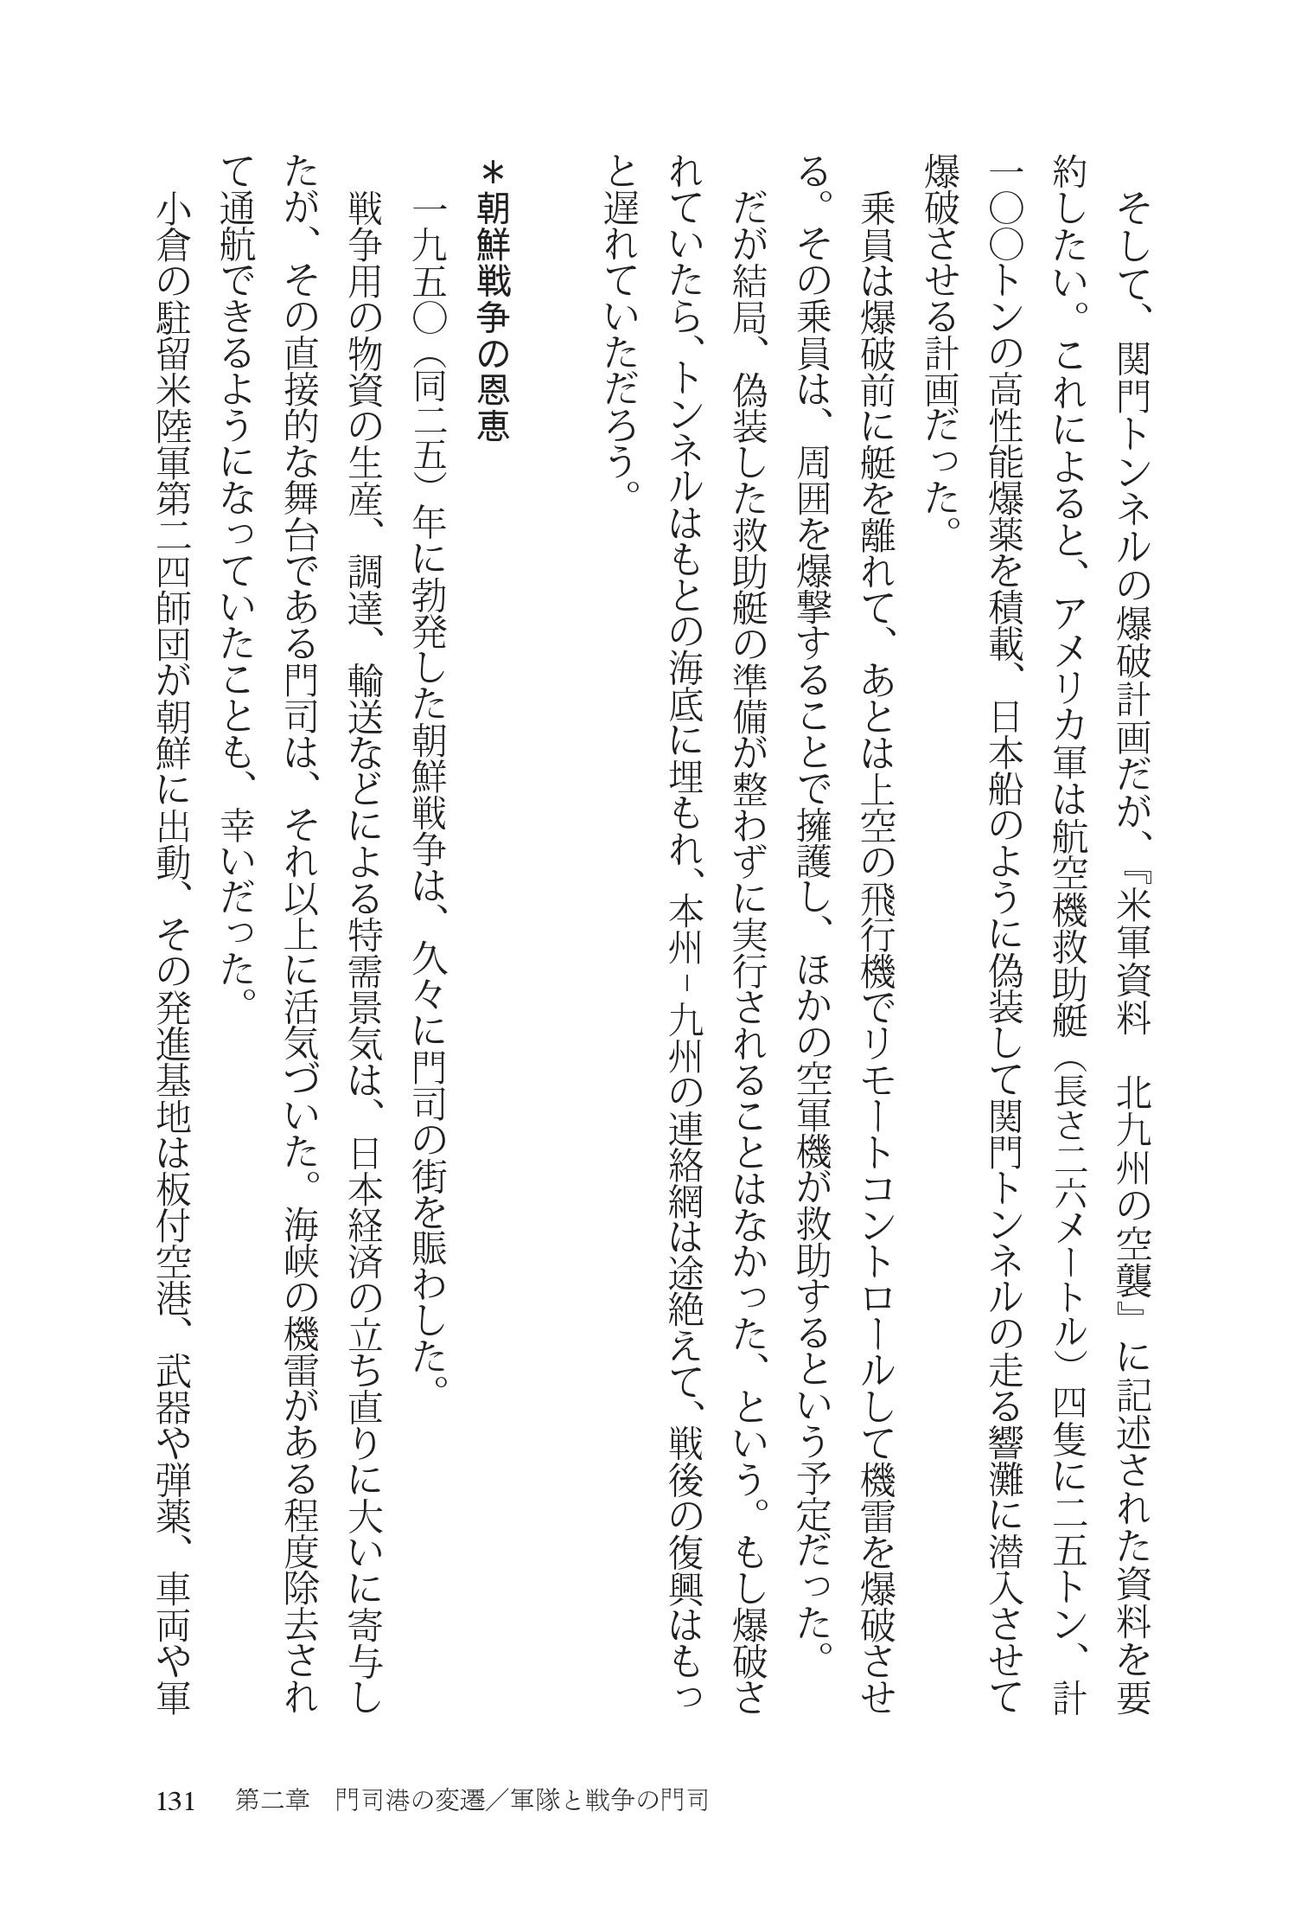 そして、関門トンネルの爆破計画だが、『米軍資料　北九州の空襲』に記述された資料を要
約したい。これによると、アメリカ軍は航空機救助艇（長さ二六メートル）四隻に二五トン、計
一〇〇トンの高性能爆薬を積載、日本船のように偽装して関門トンネルの走る響灘に潜入させて
爆破させる計画だった。
乗員は爆破前に艇を離れて、あとは上空の飛行機でリモートコントロールして機雷を爆破させ
る。その乗員は、周囲を爆撃することで擁護し、ほかの空軍機が救助するという予定だった。
だが結局、偽装した救助艇の準備が整わずに実行されることはなかった、という。もし爆破さ
れていたら、トンネルはもとの海底に埋もれ、本州－九州の連絡網は途絶えて、戦後の復興はもっ
と遅れていただろう。
＊朝鮮戦争の恩恵
一九五〇（同二五）年に勃発した朝鮮戦争は、久々に門司の街を賑わした。
戦争用の物資の生産、調達、輸送などによる特需景気は、日本経済の立ち直りに大いに寄与し
たが、その直接的な舞台である門司は、それ以上に活気づいた。海峡の機雷がある程度除去され
て通航できるようになっていたことも、幸いだった。
小倉の駐留米陸軍第二四師団が朝鮮に出動、その発進基地は板付空港、武器や弾薬、車両や軍
131　第二章　門司港の変遷／軍隊と戦争の門司